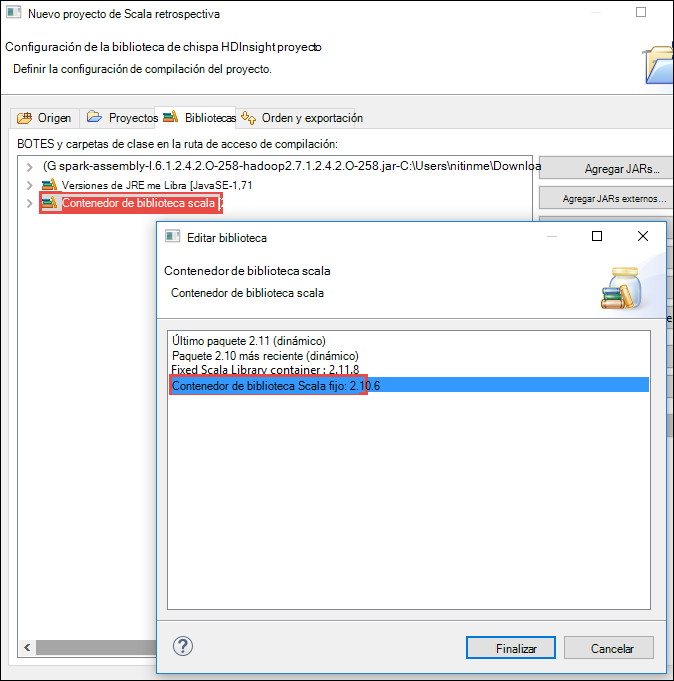 Nuevo proyecto de Scala retrospectiva
Configuración de la biblioteca de chispa HDInsight proyecto
Definir la configuración de compilación del proyecto.
Origen Proyectos Bibliotecas Orden y exportación
BOTES y carpetas de clase en la ruta de acceso de compilación:
(G spark-assembly-l.6.1.2.4.2.O-258-hadoop2.7.1.2.4.2.O-258.jar-C:\Users\nitinme\Downloa
Agregar JARs...
Versiones de JRE me Libra [JavaSE-1,71
Agregar JARs externos...
Contenedor de biblioteca scala [
Editar biblioteca
Contenedor de biblioteca scala
Contenedor de biblioteca scala
Último paquete 2.11 (dinámico)
Paquete 2.10 más reciente (dinámico)
Fixed Scala Library container : 2,11,8
Contenedor de biblioteca Scala fijo: 2.10.6
Finalizar Cancelar